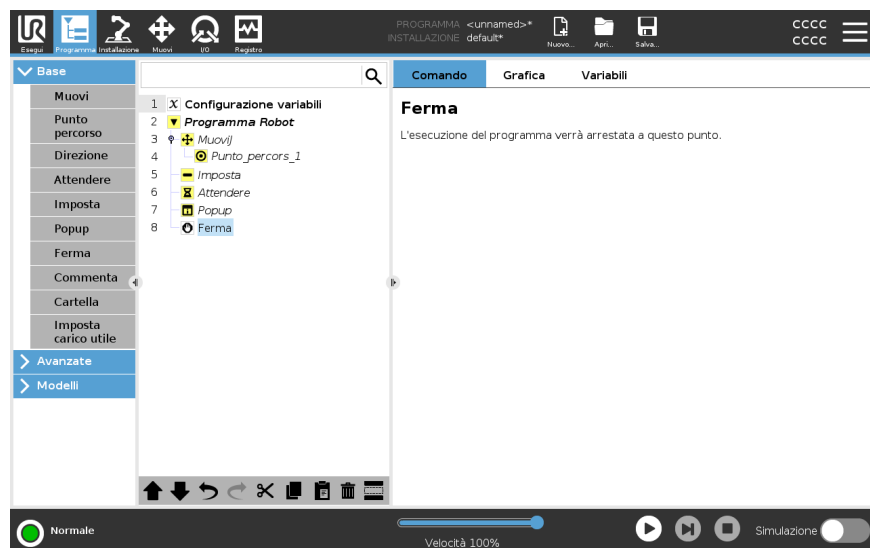 UR
Esegui
Programma
Installazione
Muovi
I/O
Registro
PROGRAMMA <unnamed>*
INSTALLAZIONE default*
Nuovo...
Apri...
Salva...
CCCC
CCCC
Base
Muovi
Punto
percorso
Direzione
Attendere
Imposta
Popup
Ferma
Commenta
Cartella
Imposta
carico utile
Avanzate
Modelli
1 X Configurazione variabili
2 Programma Robot
3 MuoviJ
4 Punto_percors_1
5 Imposta
6 Attendere
7 Popup
8 Ferma
Comando Grafica Variabili
Ferma
L'esecuzione del programma verrà arrestata a questo punto.
Normale
Velocità 100%
Simulazione